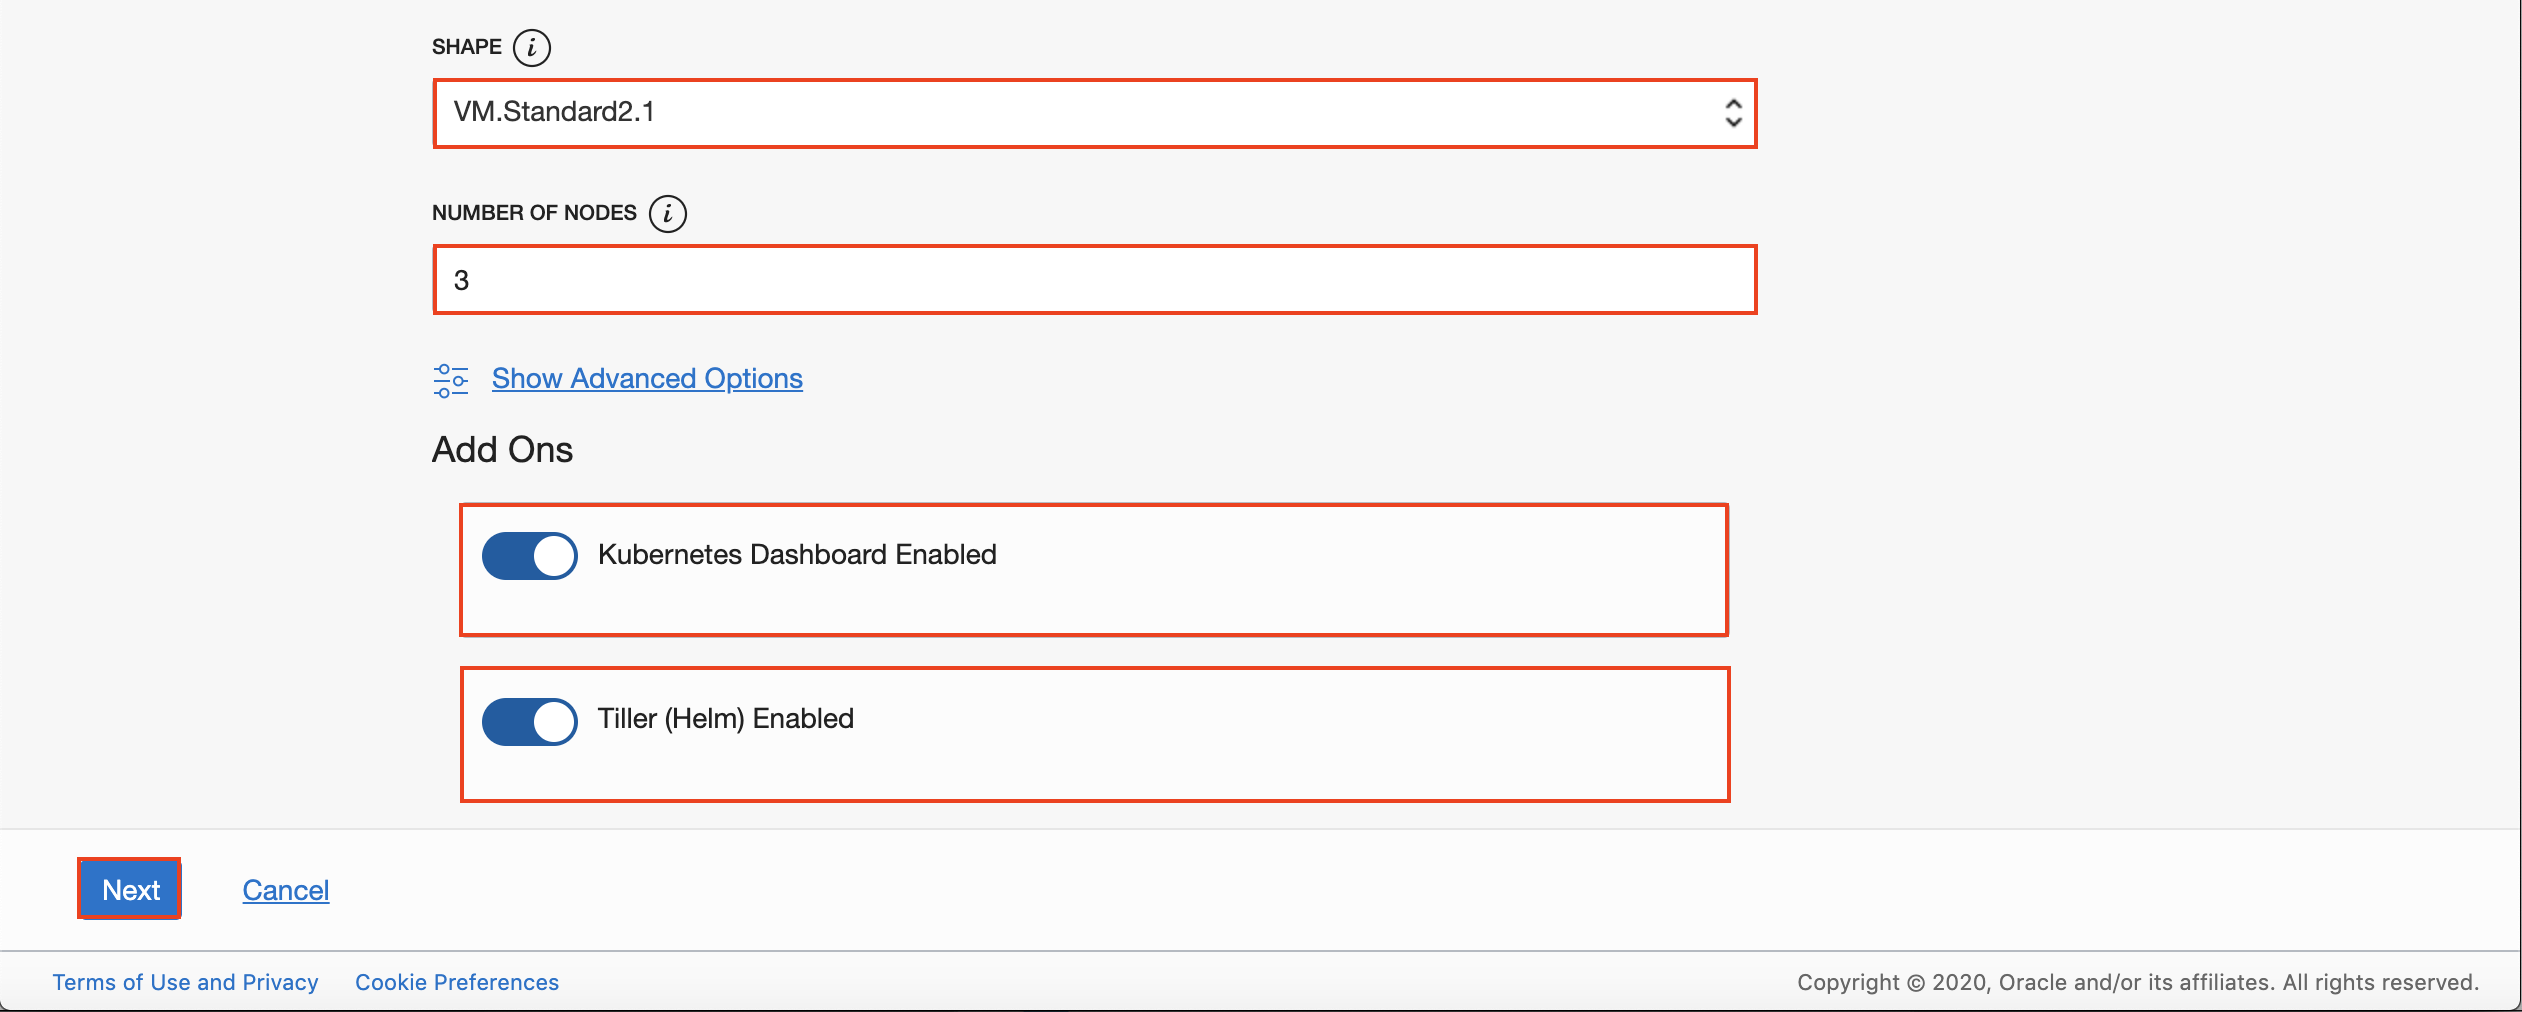 SHAPE i
VM.Standard2.1
NUMBER OF NODES i
3
Show Advanced Options
Add Ons
Kubernetes Dashboard Enabled
Tiller (Helm) Enabled
Next Cancel
Terms of Use and Privacy Cookie Preferences Copyright © 2020, Oracle and/or its affiliates. All rights reserved.